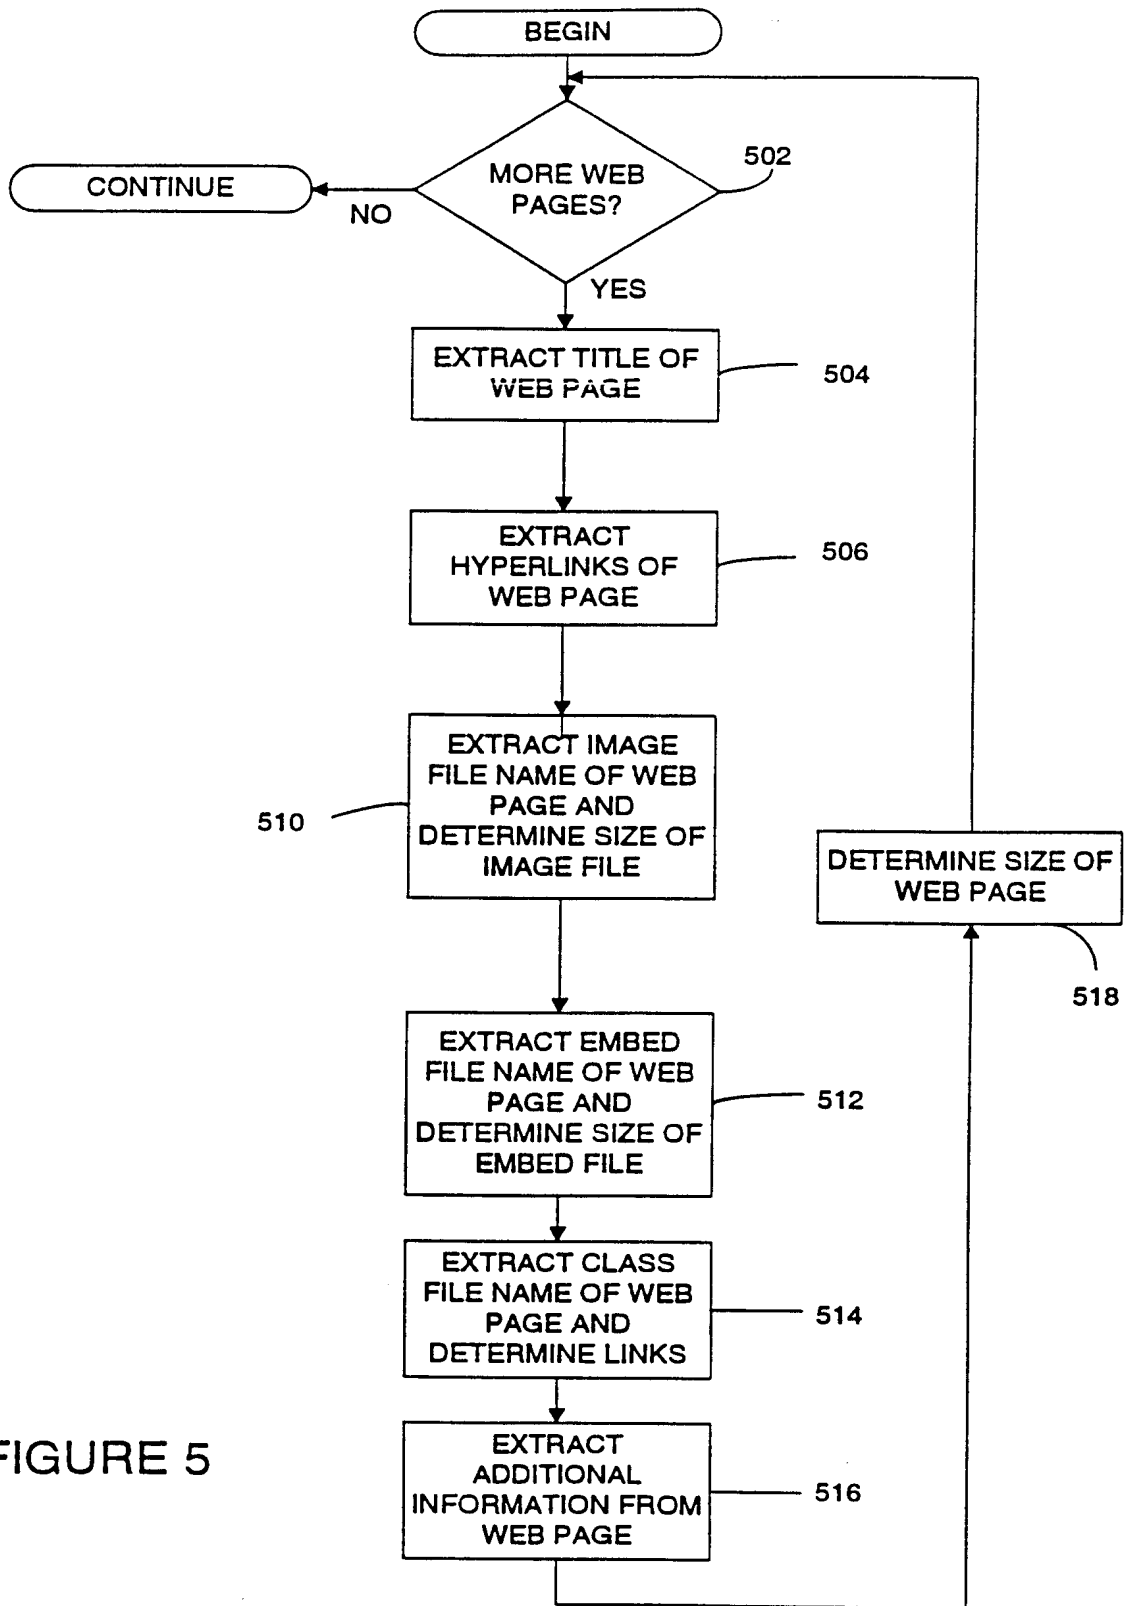 BEGIN
MORE WEB
PAGES?
502
CONTINUE
NO
YES
EXTRACT TITLE OF
WEB PAGE
504
EXTRACT
HYPERLINKS OF
WEB PAGE
506
EXTRACT IMAGE
FILE NAME OF WEB
PAGE AND
DETERMINE SIZE OF
IMAGE FILE
510
EXTRACT EMBED
FILE NAME OF WEB
PAGE AND
DETERMINE SIZE OF
EMBED FILE
512
EXTRACT CLASS
FILE NAME OF WEB
PAGE AND
DETERMINE LINKS
514
EXTRACT
ADDITIONAL
INFORMATION FROM
WEB PAGE
516
DETERMINE SIZE OF
WEB PAGE
518
FIGURE 5